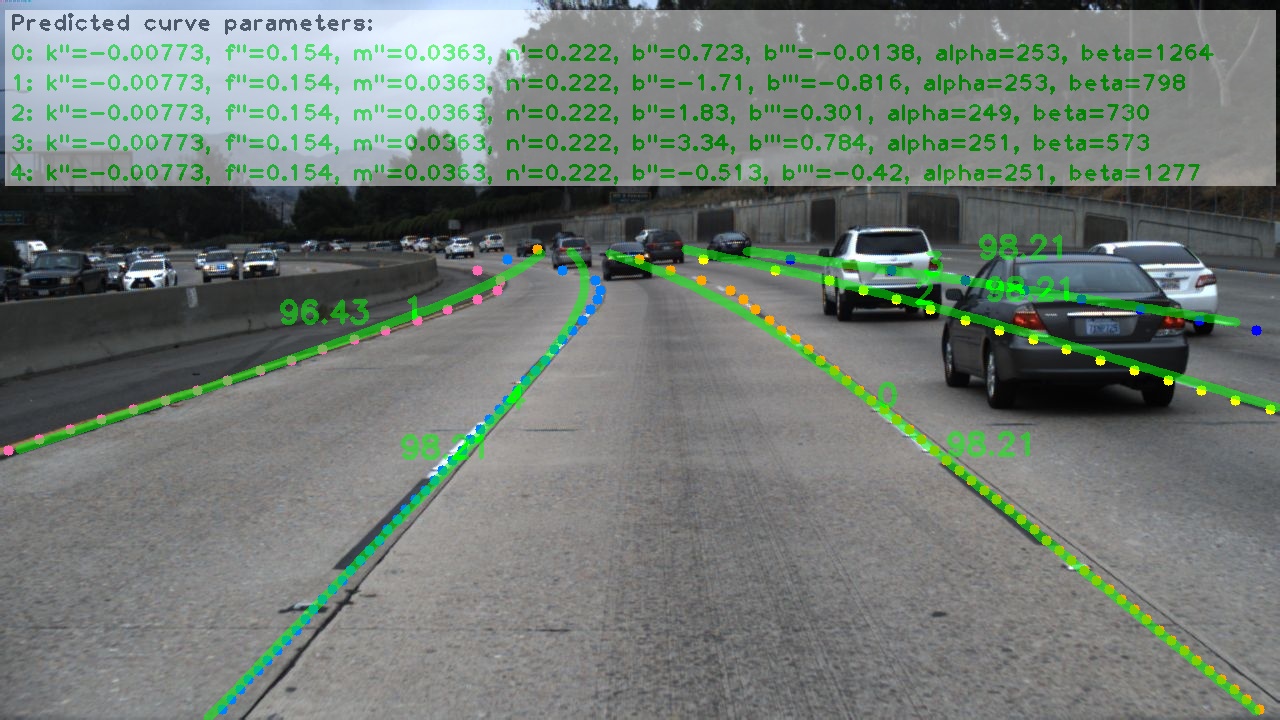 Predicted curve parameters:
0: k''=-0.00773, f''=0.154, m''=0.0363, n'=0.222, b''=0.723, b'''=-0.0138, alpha=253, beta=1264
1: k''=-0.00773, f''=0.154, m''=0.0363, n'=0.222, b''=-1.71, b'''=-0.816, alpha=253, beta=798
2: k''=-0.00773, f''=0.154, m''=0.0363, n'=0.222, b''=1.83, b'''=0.301, alpha=249, beta=730
3: k''=-0.00773, f''=0.154, m''=0.0363, n'=0.222, b''=3.34, b'''=0.784, alpha=251, beta=573
4: k''=-0.00773, f''=0.154, m''=0.0363, n'=0.222, b''=-0.513, b'''=-0.42, alpha=251, beta=1277
98.21
3
98.21
2
96.43 1
0
98.21
98.21